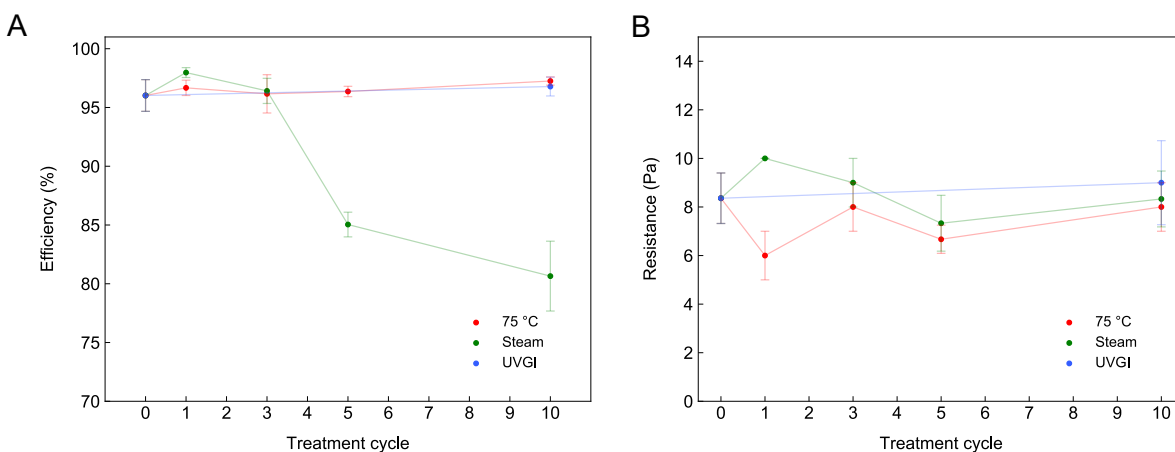 A
Efficiency (%)
100
95
90
85
80
75
70
0 1 2 3 4 5 6 7 8 9 10
Treatment cycle
75 °C
Steam
UVGI
B
Resistance (Pa)
14
12
10
8
6
4
2
0
0 1 2 3 4 5 6 7 8 9 10
Treatment cycle
75 °C
Steam
UVGI